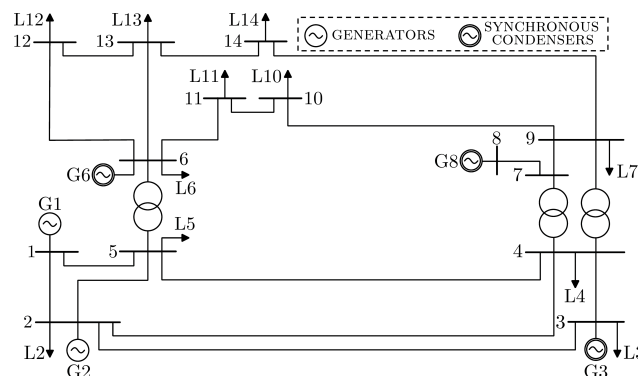 L12
L13
L14
GENERATORS
SYNCHRONOUS
CONDENSERS
12
13
14
L11
L10
11
10
6
G6
L6
8
9
G8
7
L7
G1
L5
1
5
4
L4
2
3
L2
G2
G3
L3